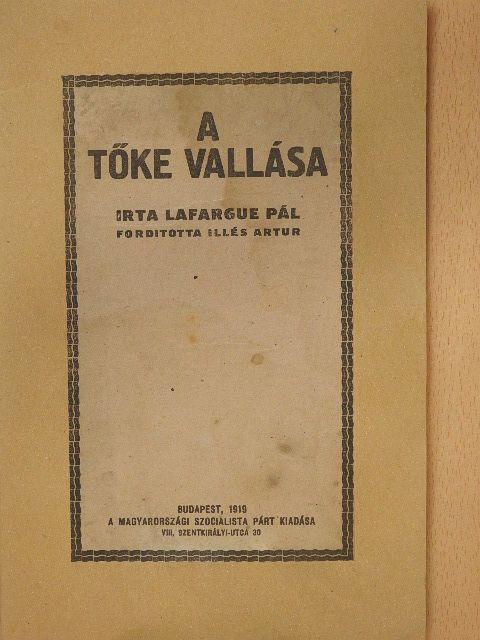 A
TŐKE VALLÁSA
IRTA LAFARGUE PÁL
FORDITOTTA ILLÉS ARTUR
BUDAPEST, 1919
A MAGYARORSZÁGI SZOCIALISTA PÁRT KIADÁSA
VIII, SZENTKIRÁLYI-UTCA 30